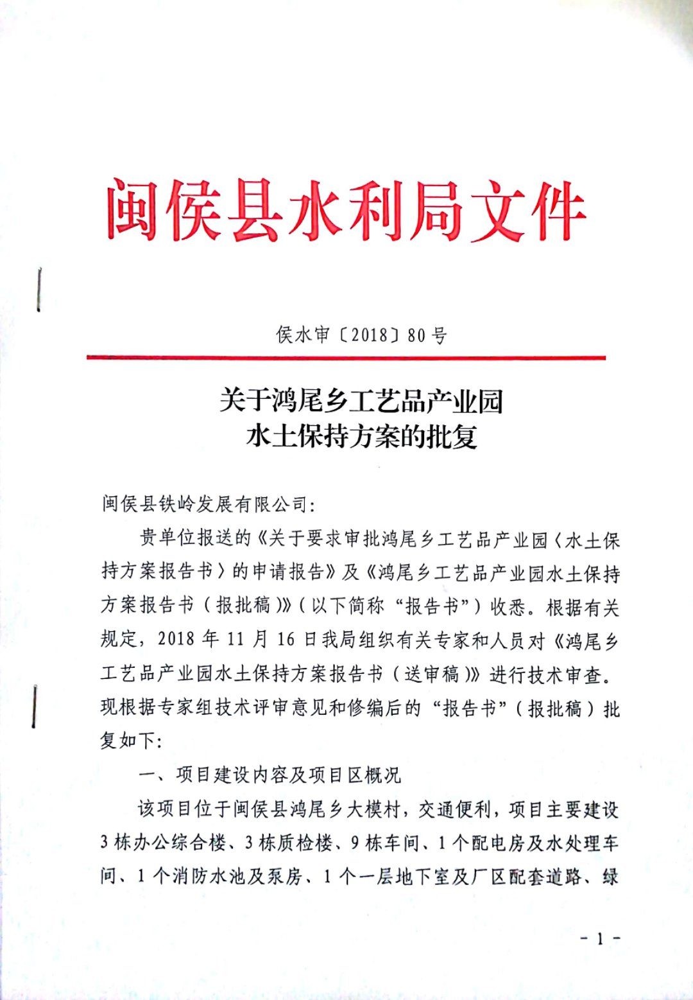 闽侯县水利局文件
侯水审〔2018〕80号
关于鸿尾乡工艺品产业园
水土保持方案的批复
闽侯县铁岭发展有限公司：
贵单位报送的《关于要求审批鸿尾乡工艺品产业园〈水土保
持方案报告书〉的申请报告》及《鸿尾乡工艺品产业园水土保持
方案报告书（报批稿）》（以下简称“报告书”）收悉。根据有关
规定，2018年11月16日我局组织有关专家和人员对《鸿尾乡
工艺品产业园水土保持方案报告书（送审稿）》进行技术审查。
现根据专家组技术评审意见和修编后的“报告书”（报批稿）批
复如下：
一、项目建设内容及项目区概况
该项目位于闽侯县鸿尾乡大模村，交通便利，项目主要建设
3栋办公综合楼、3栋质检楼、9栋车间、1个配电房及水处理车
间、1个消防水池及泵房、1个一层地下室及厂区配套道路、绿
- 1 -